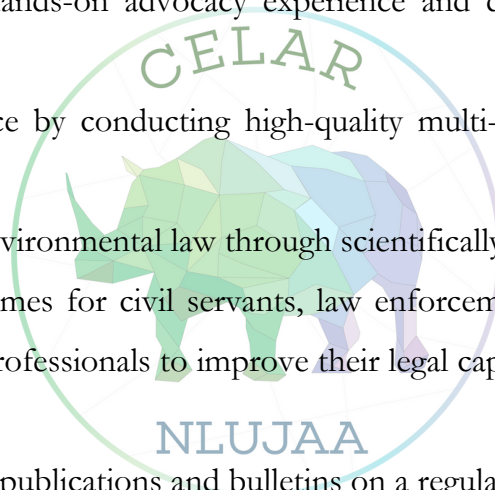 hands-on advocacy experience and
CELAR
ce by conducting high-quality multi-
vironmental law through scientifically
mes for civil servants, law enforcem
rofessionals to improve their legal cap
NLUJAA
publications and bulletins on a regula